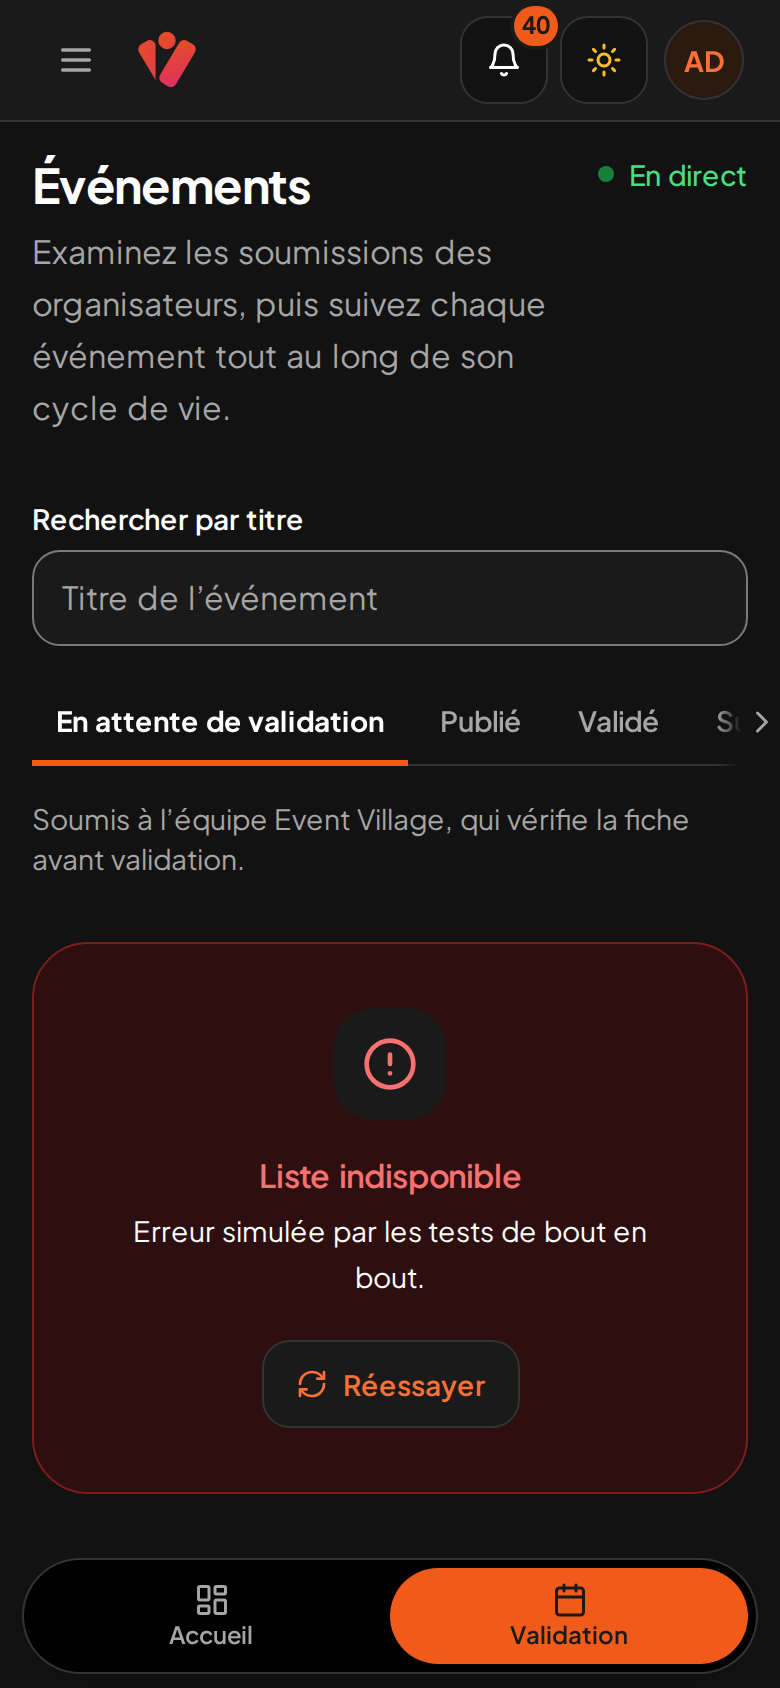 40
AD
Événements
En direct
Examinez les soumissions des
organisateurs, puis suivez chaque
événement tout au long de son
cycle de vie.
Rechercher par titre
Titre de l’événement
En attente de validation
Publié
Validé
Soumis à l’équipe Event Village, qui vérifie la fiche
avant validation.
Liste indisponible
Erreur simulée par les tests de bout en
bout.
Réessayer
Accueil
Validation